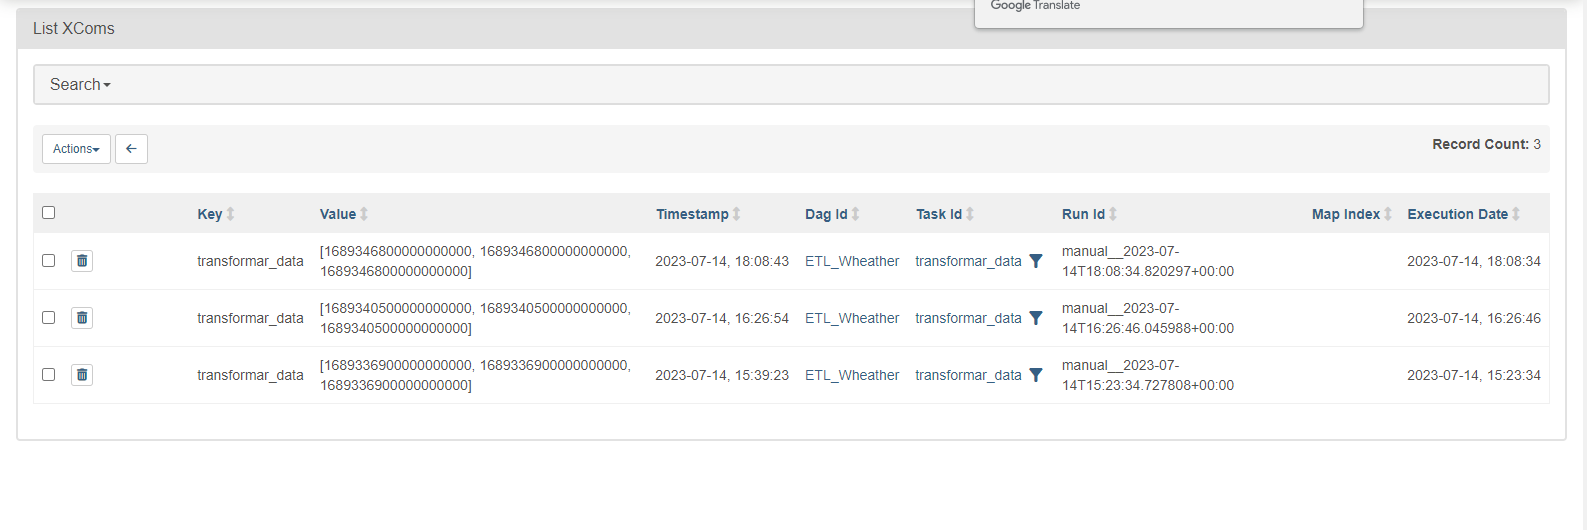 Google Translate
List XComs
Search
Actions
Record Count: 3
Key Value Timestamp Dag Id Task Id Run Id Map Index Execution Date
transformar_data [1689346800000000000, 1689346800000000000, 2023-07-14, 18:08:43 ETL_Wheather transformar_data manual__2023-07- 2023-07-14, 18:08:34
1689346800000000000] 14T18:08:34.820297+00:00
transformar_data [1689340500000000000, 1689340500000000000, 2023-07-14, 16:26:54 ETL_Wheather transformar_data manual__2023-07- 2023-07-14, 16:26:46
1689340500000000000] 14T16:26:46.045988+00:00
transformar_data [1689336900000000000, 1689336900000000000, 2023-07-14, 15:39:23 ETL_Wheather transformar_data manual__2023-07- 2023-07-14, 15:23:34
1689336900000000000] 14T15:23:34.727808+00:00